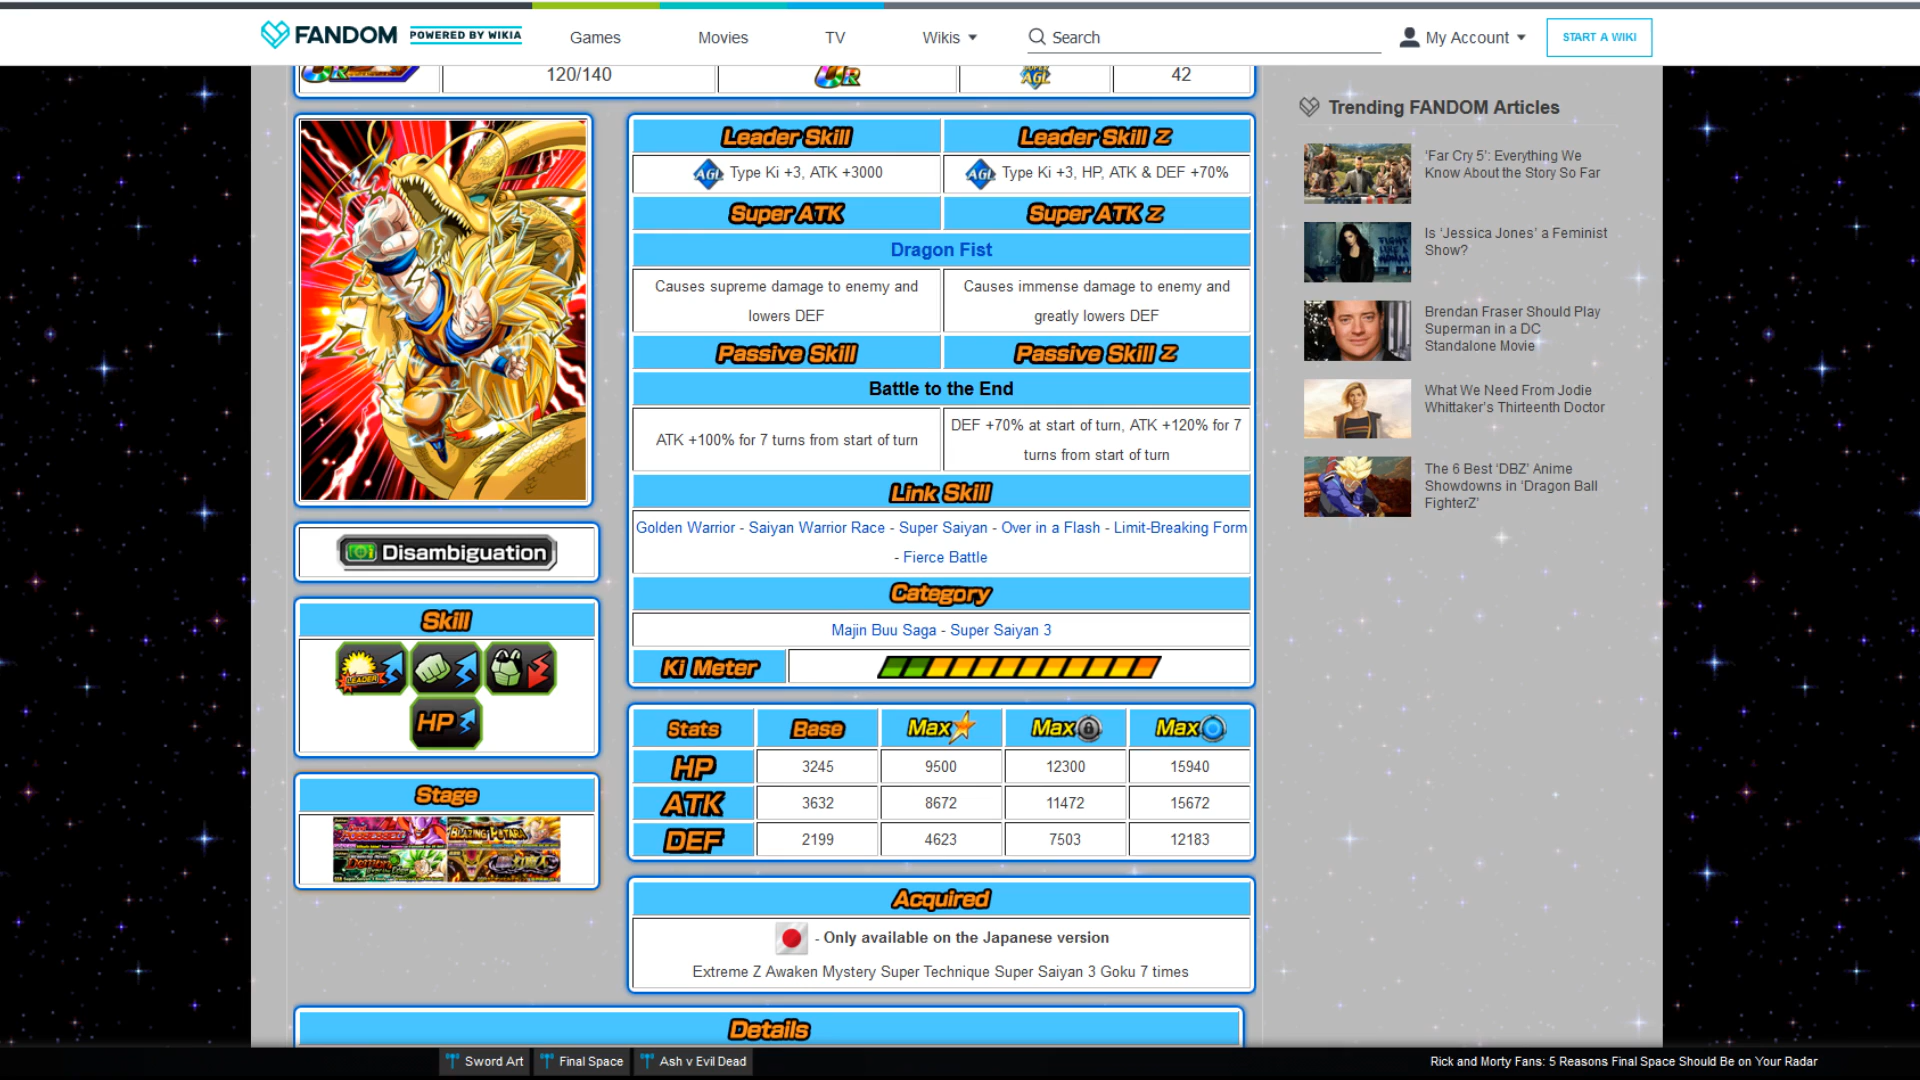 FANDOM POWERED BY WIKIA Games Movies TV Wikis Search My Account START A WIKI
UR 120/140 UR SUPER AGL 42
Leader Skill Leader Skill Z
AGL Type Ki +3, ATK +3000 AGL Type Ki +3, HP, ATK & DEF +70%
Super ATK Super ATK Z
Dragon Fist
Causes supreme damage to enemy and
lowers DEF
Causes immense damage to enemy and
greatly lowers DEF
Passive Skill Passive Skill Z
Battle to the End
ATK +100% for 7 turns from start of turn
DEF +70% at start of turn, ATK +120% for 7
turns from start of turn
Link Skill
Golden Warrior - Saiyan Warrior Race - Super Saiyan - Over in a Flash - Limit-Breaking Form
- Fierce Battle
Category
Majin Buu Saga - Super Saiyan 3
Ki Meter
Disambiguation
Skill
LEADER
HP
Stage
BLAZING POTARA
Stats Base Max Max Max
HP 3245 9500 12300 15940
ATK 3632 8672 11472 15672
DEF 2199 4623 7503 12183
Acquired
- Only available on the Japanese version
Extreme Z Awaken Mystery Super Technique Super Saiyan 3 Goku 7 times
Details
Trending FANDOM Articles
'Far Cry 5': Everything We
Know About the Story So Far
Is 'Jessica Jones' a Feminist
Show?
Brendan Fraser Should Play
Superman in a DC
Standalone Movie
What We Need From Jodie
Whittaker's Thirteenth Doctor
The 6 Best 'DBZ' Anime
Showdowns in 'Dragon Ball
FighterZ'
Sword Art Final Space Ash v Evil Dead Rick and Morty Fans: 5 Reasons Final Space Should Be on Your Radar